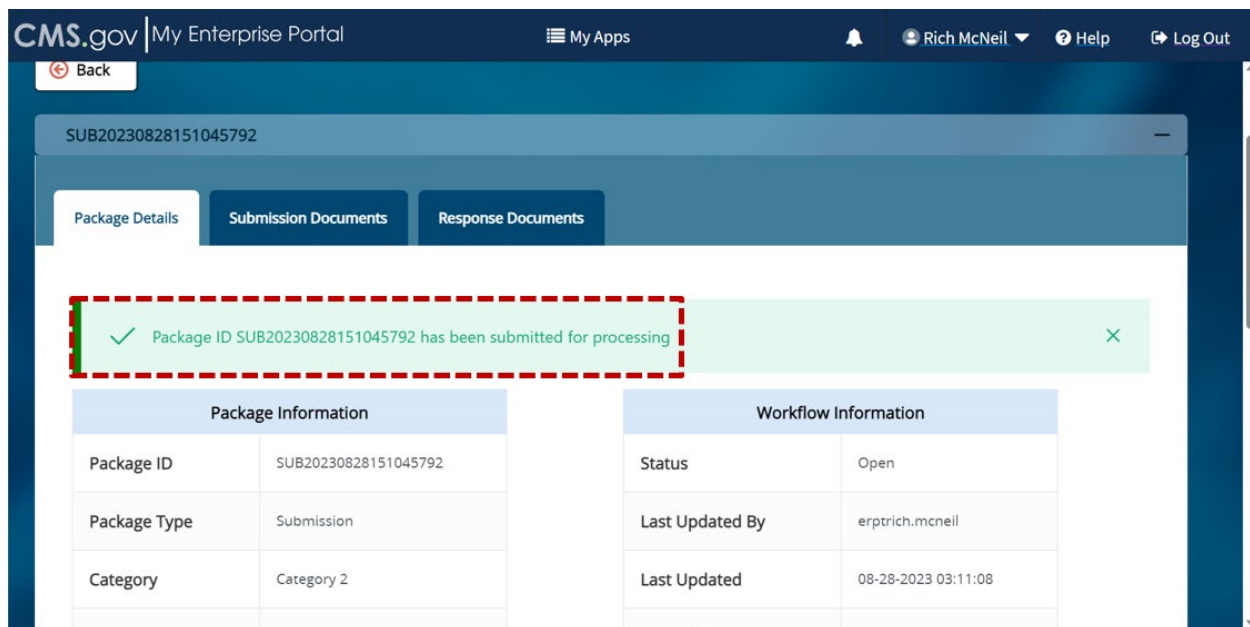 CMS.gov My Enterprise Portal
My Apps
Rich McNeil
Help
Log Out
Back
SUB20230828151045792
Package Details
Submission Documents
Response Documents
Package ID SUB20230828151045792 has been submitted for processing
Package Information
Package ID SUB20230828151045792
Package Type Submission
Category Category 2
Workflow Information
Status Open
Last Updated By erptrich.mcneil
Last Updated 08-28-2023 03:11:08